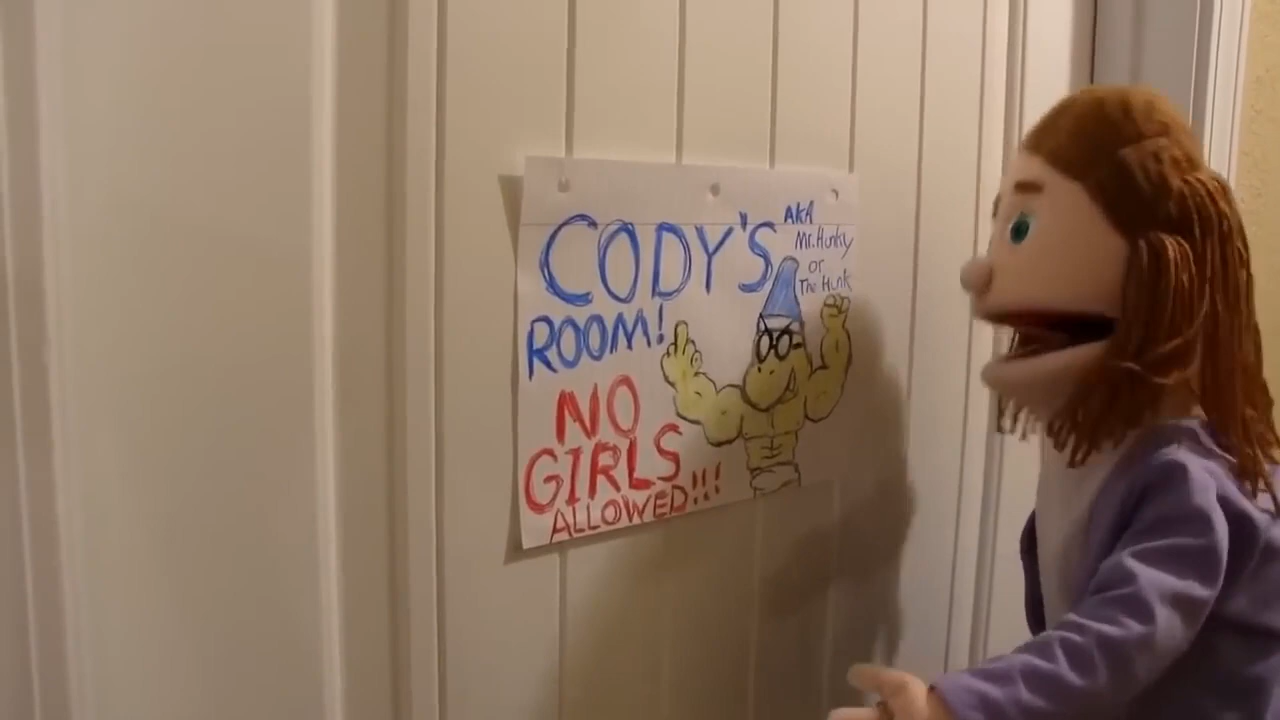 CODY'S
AKA
Mr. Hunky
or
The Hunk
ROOM!
NO
GIRLS
ALLOWED!!!